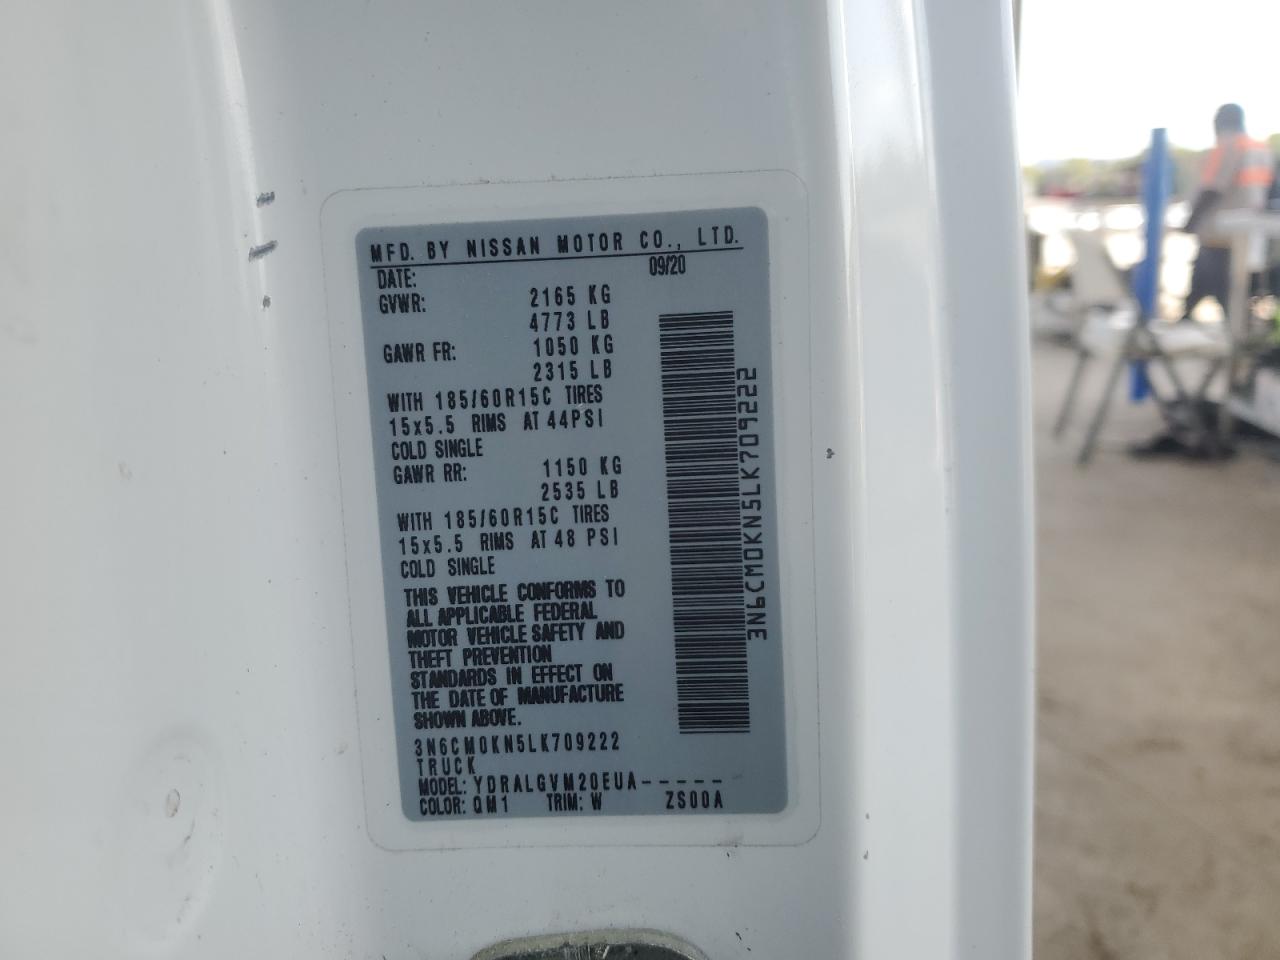 MFD. BY NISSAN MOTOR CO., LTD.
DATE: 09/20
GVWR: 2165 KG
4773 LB
GAWR FR: 1050 KG
2315 LB
WITH 185/60R15C TIRES
15x5.5 RIMS AT 44PSI
COLD SINGLE
GAWR RR: 1150 KG
2535 LB
WITH 185/60R15C TIRES
15x5.5 RIMS AT 48 PSI
COLD SINGLE
THIS VEHICLE CONFORMS TO
ALL APPLICABLE FEDERAL
MOTOR VEHICLE SAFETY AND
THEFT PREVENTION
STANDARDS IN EFFECT ON
THE DATE OF MANUFACTURE
SHOWN ABOVE.
3N6CM0KN5LK709222
TRUCK
MODEL: YDRALGVM20EUA-----
COLOR: QM1 TRIM: W ZS00A
3N6CM0KN5LK709222